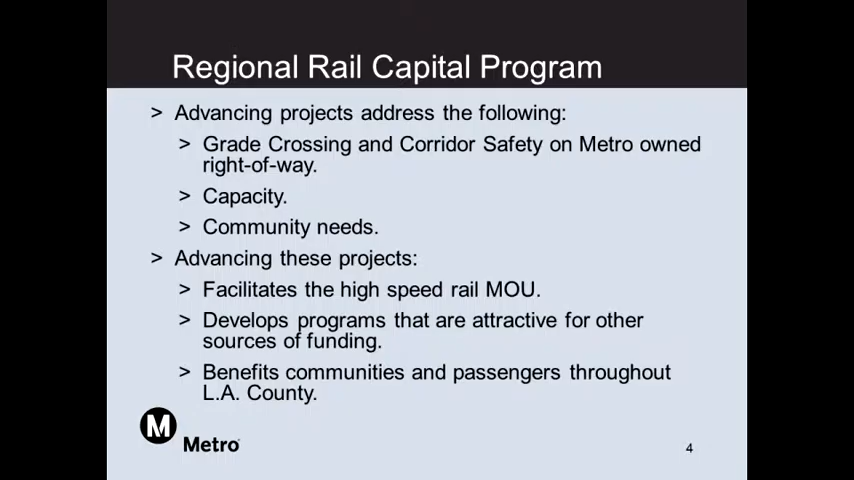 Regional Rail Capital Program
> Advancing projects address the following:
> Grade Crossing and Corridor Safety on Metro owned
right-of-way.
> Capacity.
> Community needs.
> Advancing these projects:
> Facilitates the high speed rail MOU.
> Develops programs that are attractive for other
sources of funding.
> Benefits communities and passengers throughout
L.A. County.
M
Metro
4